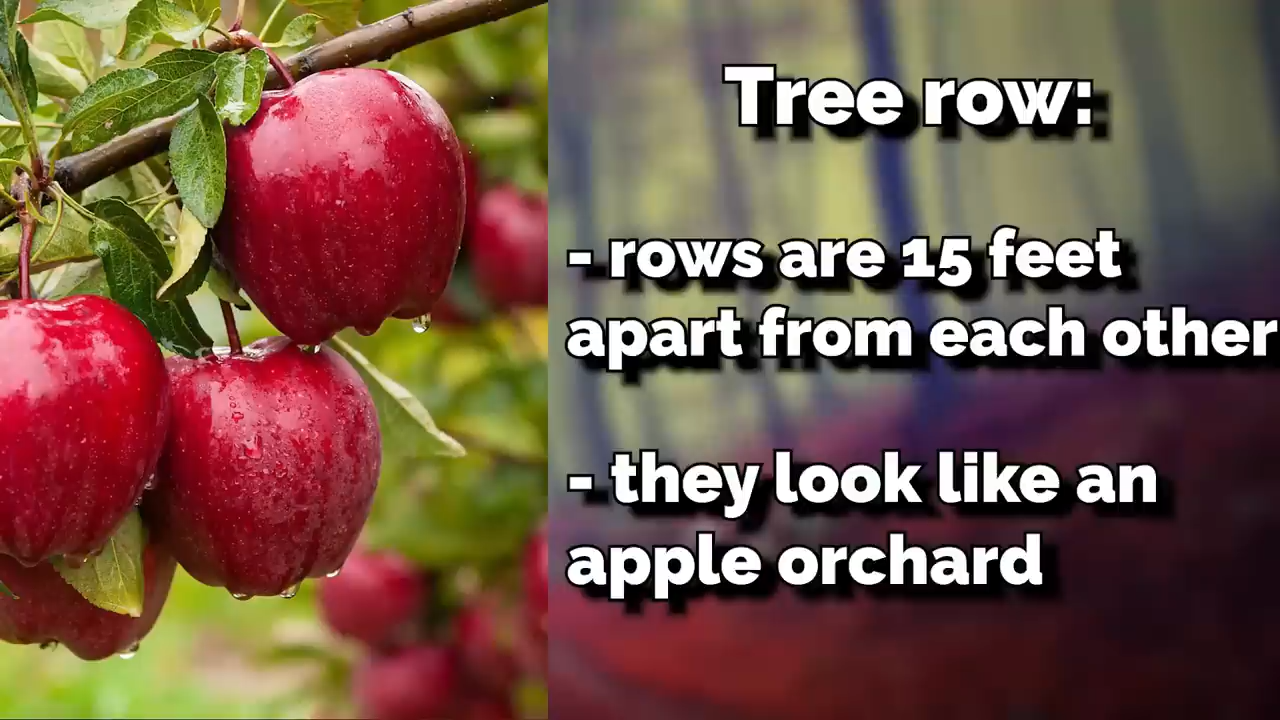 Tree row:
- rows are 15 feet
apart from each other
- they look like an
apple orchard